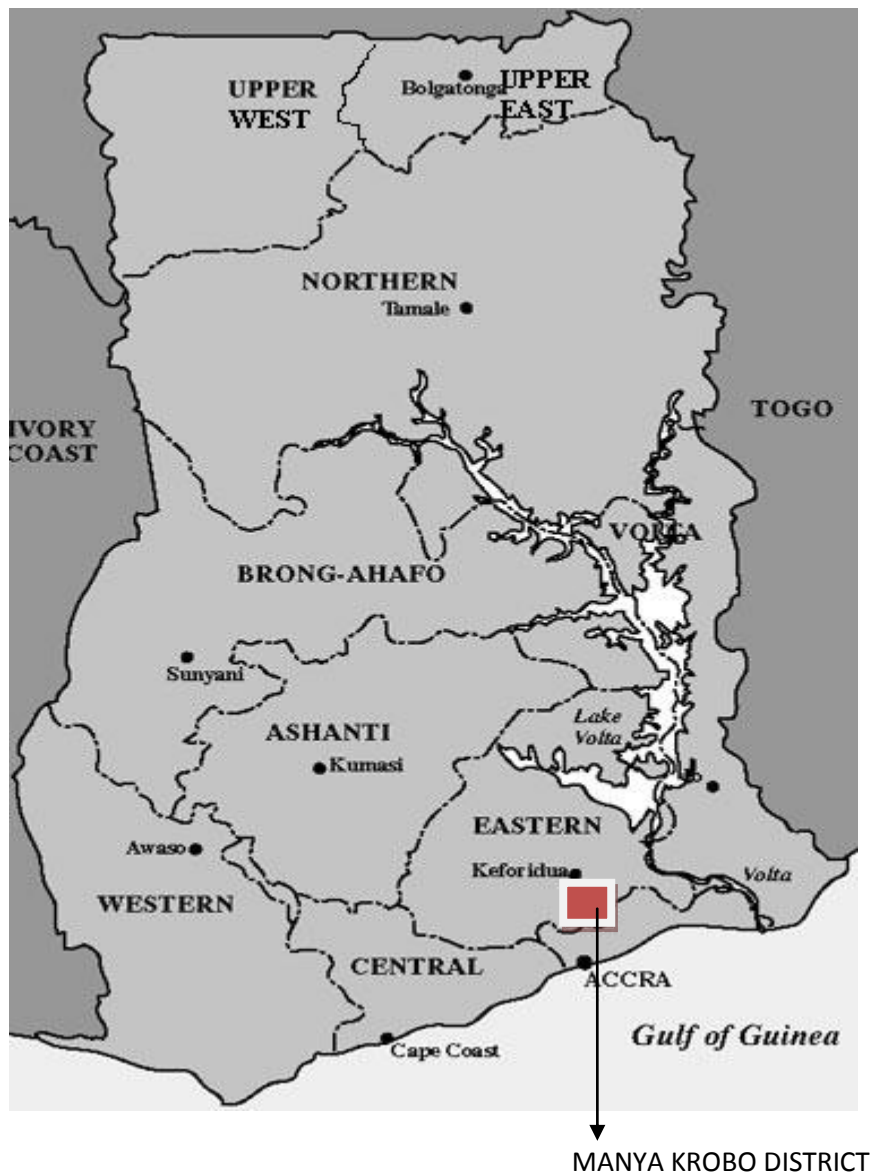 UPPER
WEST
Bolgatonga
UPPER
EAST
NORTHERN
Tamale
IVORY
COAST
TOGO
VOLTA
BRONG-AHAFO
Sunyani
ASHANTI
Kumasi
Lake
Volta
EASTERN
Awaso
Keforidua
Volta
WESTERN
CENTRAL
ACCRA
Gulf of Guinea
Cape Coast
MANYA KROBO DISTRICT